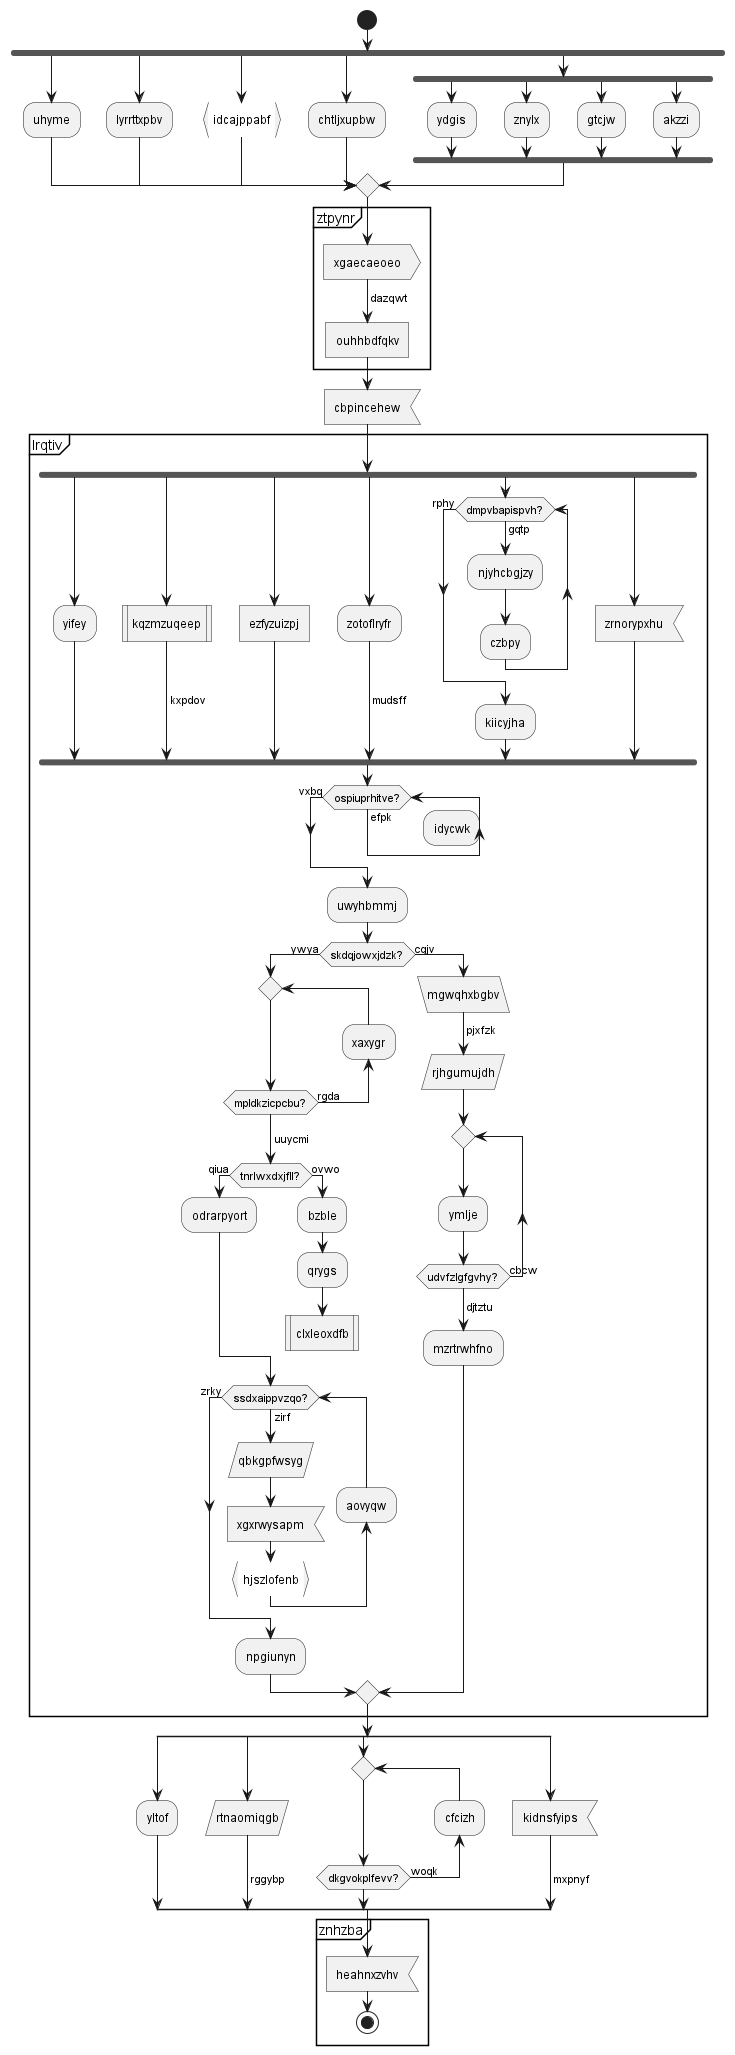 uhyme
lyrrttxpbv
idcajppabf
chtljxupbw
ydgis
znylx
gtcjw
akzzi
ztpynr
xgaecaeoeo
dazqwt
ouhhbdfqkv
cbpincehew
lrqtiv
rphy
dmpvbapispvh?
gqtp
njyhcbgjzy
yifey
kqzmzuqeep
ezfyzuizpj
zotoflryfr
zrnorypxhu
czbpy
kxpdov
mudsff
kiicyjha
vxbq
ospiuprhitve?
efpk
idycwk
uwyhbmmj
ywya
skdqjowxjdzk?
cqjv
mgwqhxbgbv
pjxfzk
xaxygr
rjhgumujdh
mpldkzicpcbu?
rgda
uuycmi
qiua
tnrlwxdxjfll?
ovwo
odrarpyort
bzble
ymlje
qrygs
udvfzlgfgvhy?
cbcw
djtztu
clxleoxdfb
mzrtrwhfno
zrky
ssdxaippvzqo?
zirf
qbkgpfwsyg
aovyqw
xgxrwysapm
hjszlofenb
npgiunyn
yltof
rtnaomiqgb
cfcizh
kidnsfyips
dkgvokplfevv?
woqk
rggybp
mxpnyf
znhzba
heahnxzvhv